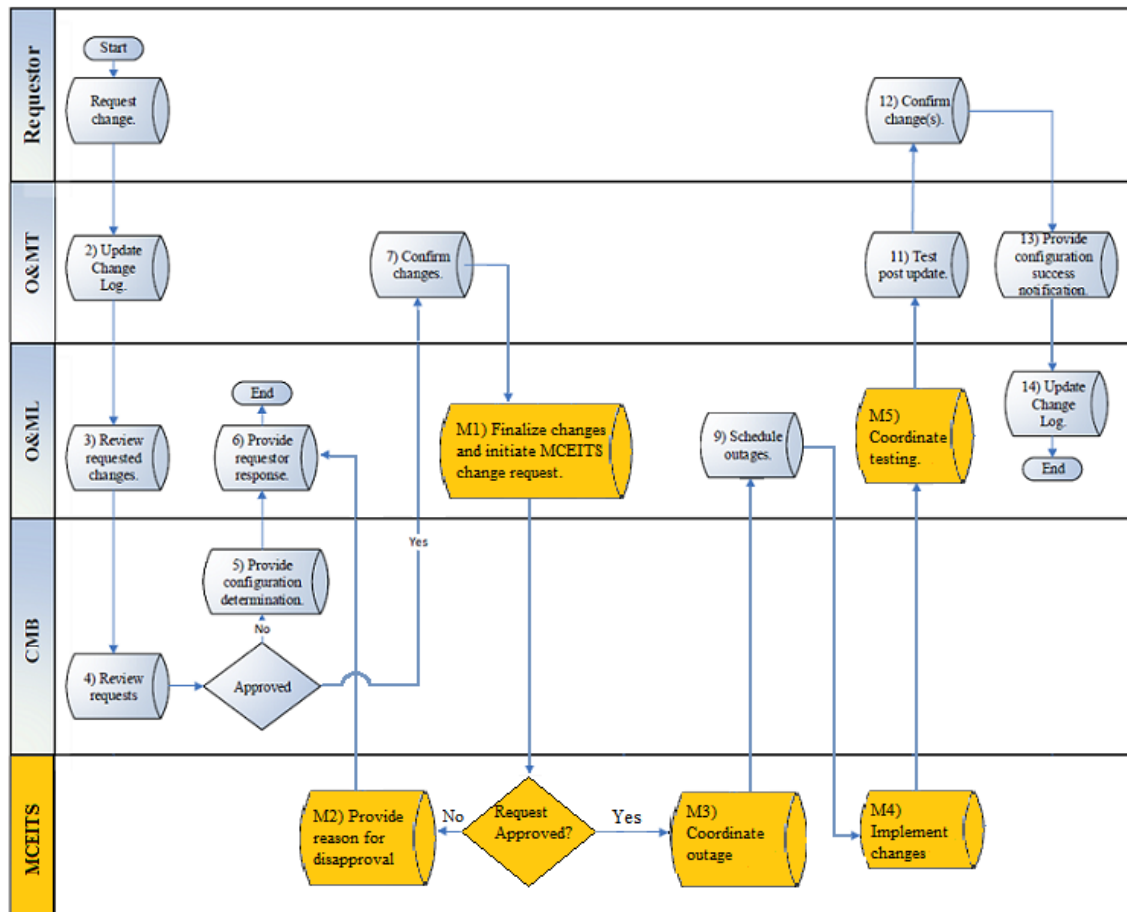 Requestor
Start
Request
change.
12) Confirm
change(s).
O&MT
2) Update
Change
Log.
7) Confirm
changes.
11) Test
post update.
13) Provide
configuration
success
notification.
O&ML
3) Review
requested
changes.
End
6) Provide
requestor
response.
M1) Finalize changes
and initiate MCEITS
change request.
9) Schedule
outages.
M5)
Coordinate
testing.
14) Update
Change
Log.
End
CMB
4) Review
requests
Approved
No
5) Provide
configuration
determination.
Yes
MCEITS
M2) Provide
reason for
disapproval
No
Request
Approved?
Yes
M3)
Coordinate
outage
M4)
Implement
changes